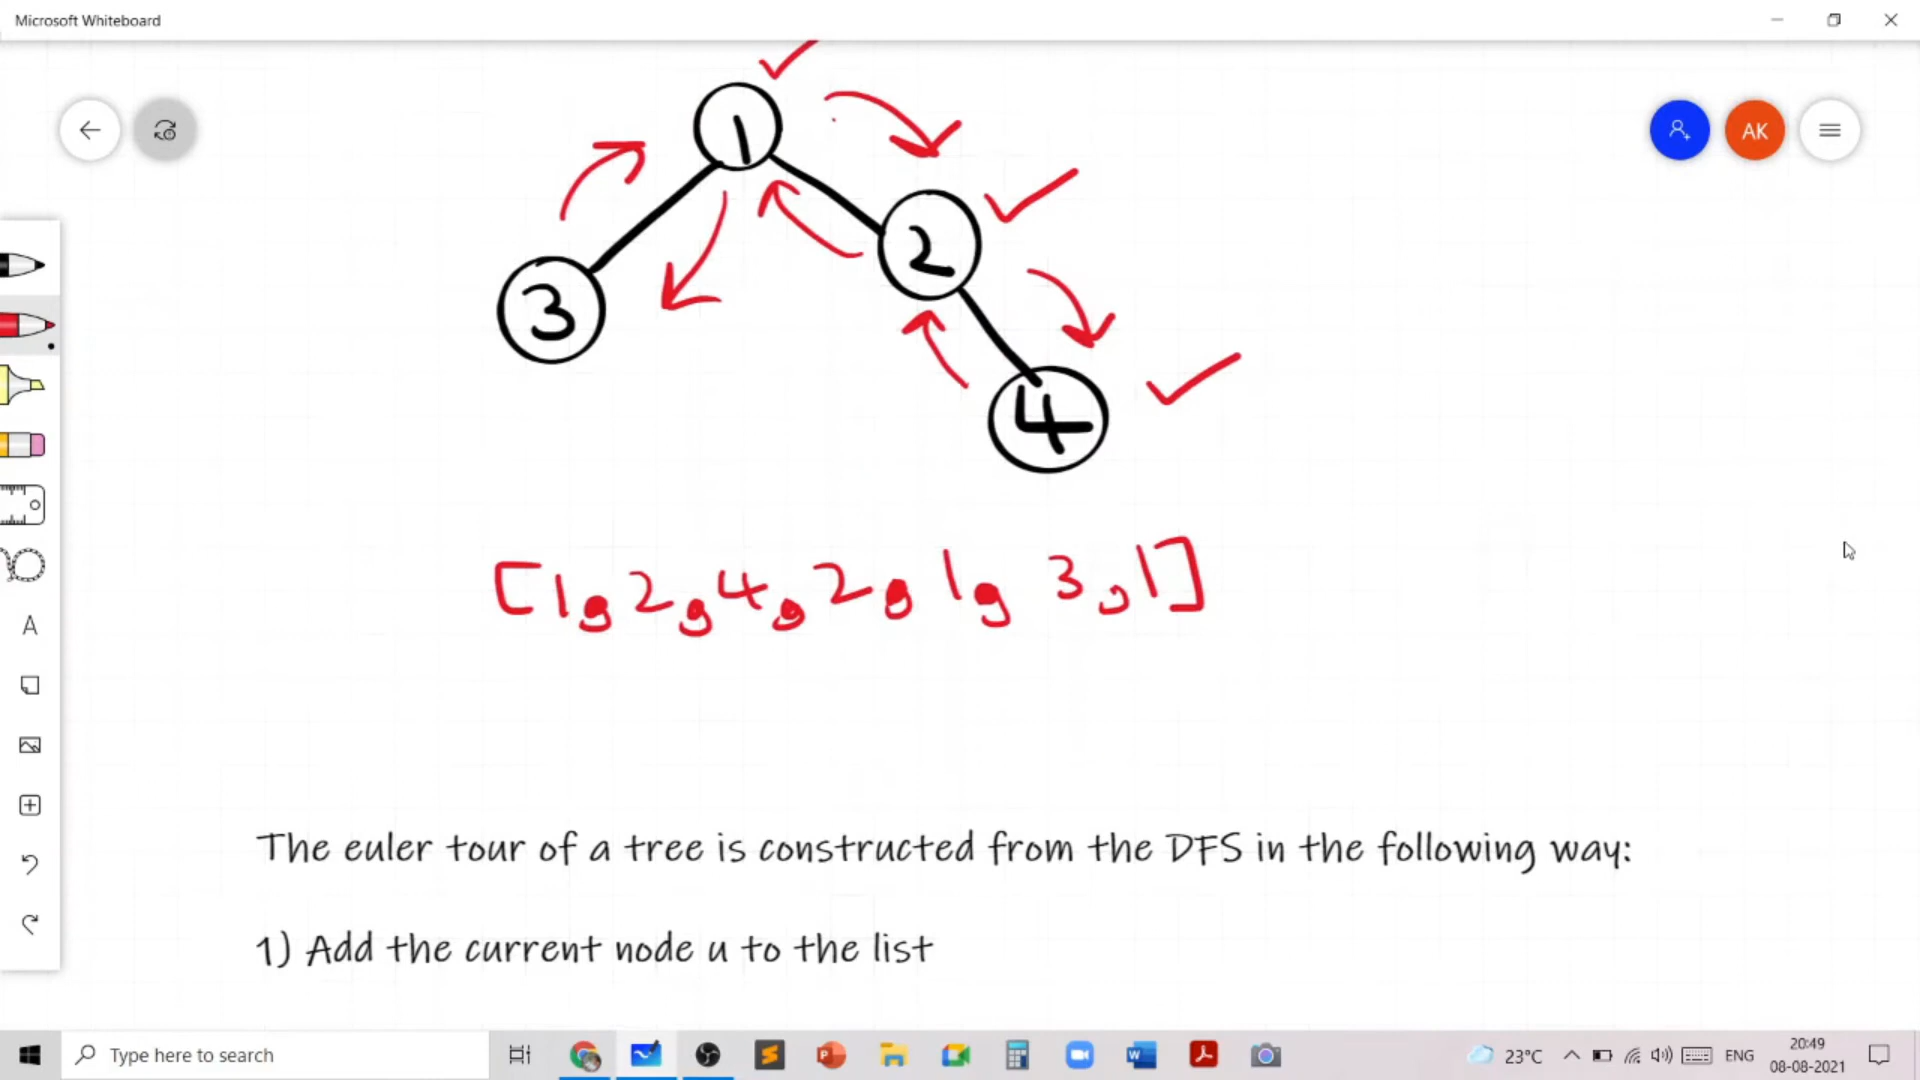 Microsoft Whiteboard
AK
1
2
3
4
[1, 2, 4, 2, 1, 3, 1]
A
The euler tour of a tree is constructed from the DFS in the following way:
1) Add the current node u to the list
Type here to search
23°C
ENG
20:49
08-08-2021